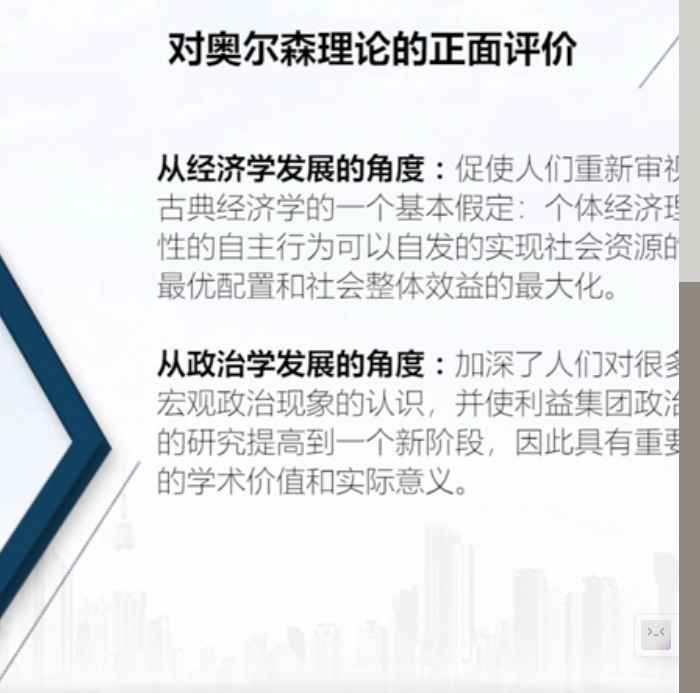 对奥尔森理论的正面评价
从经济学发展的角度：促使人们重新审视
古典经济学的一个基本假定：个体经济理
性的自主行为可以自发的实现社会资源的
最优配置和社会整体效益的最大化。
从政治学发展的角度：加深了人们对很多
宏观政治现象的认识，并使利益集团政治
的研究提高到一个新阶段，因此具有重要
的学术价值和实际意义。